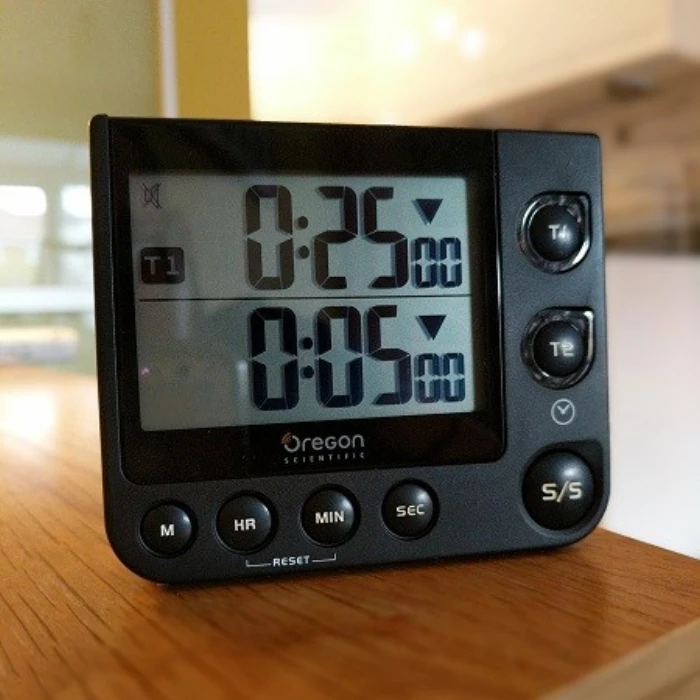 0:25 00
T1
0:05 00
T1
T2
Oregon
SCIENTIFIC
S/S
M
HR
MIN
SEC
RESET